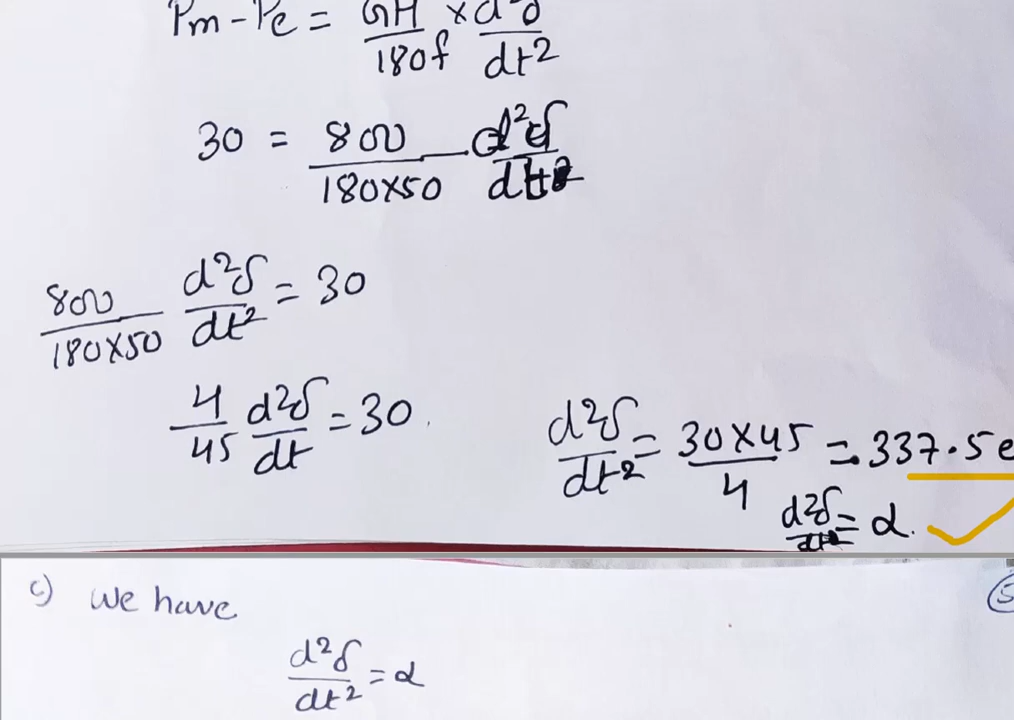 Pm - Pe = GH/180f × d²δ/dt²
30 = 800/180×50 d²δ/dt²
800/180×50 d²δ/dt² = 30
4/45 d²δ/dt = 30.
d²δ/dt² = 30×45/4 = 337.5 e
d²δ/dt² = α.
c) We have
5
d²δ/dt² = α